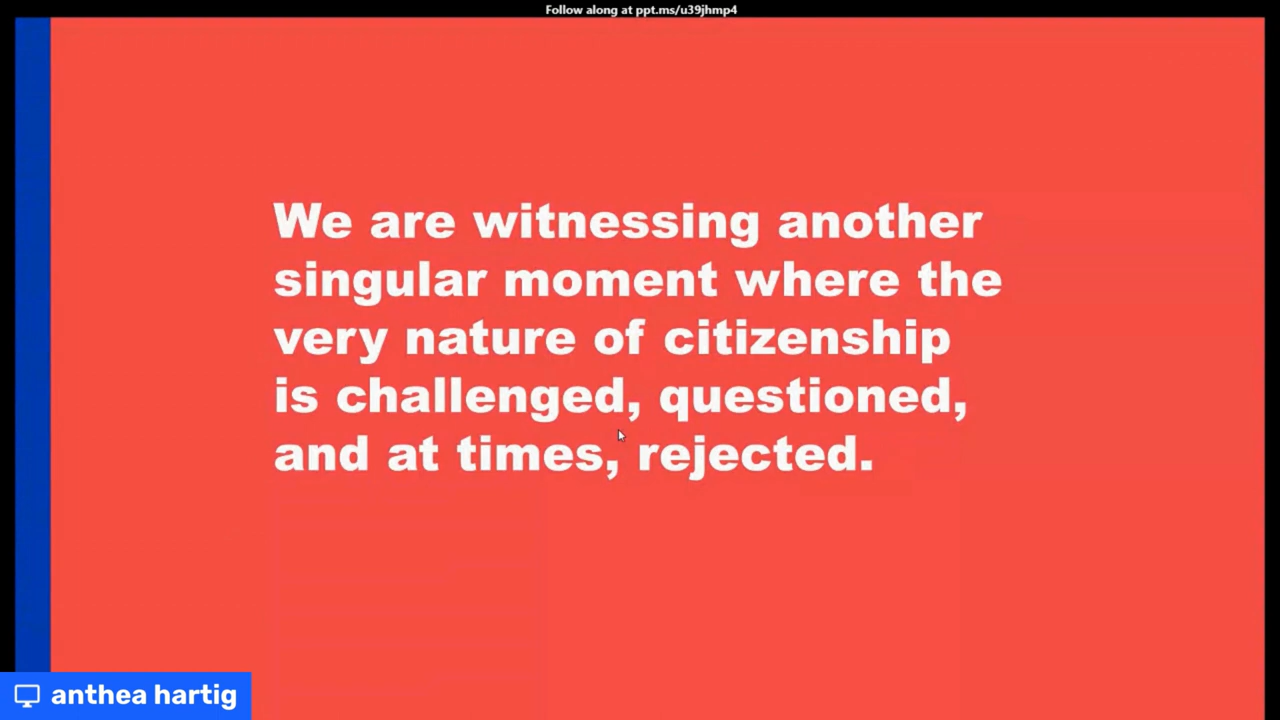 Follow along at ppt.ms/u39jhmp4
We are witnessing another
singular moment where the
very nature of citizenship
is challenged, questioned,
and at times, rejected.
anthea hartig